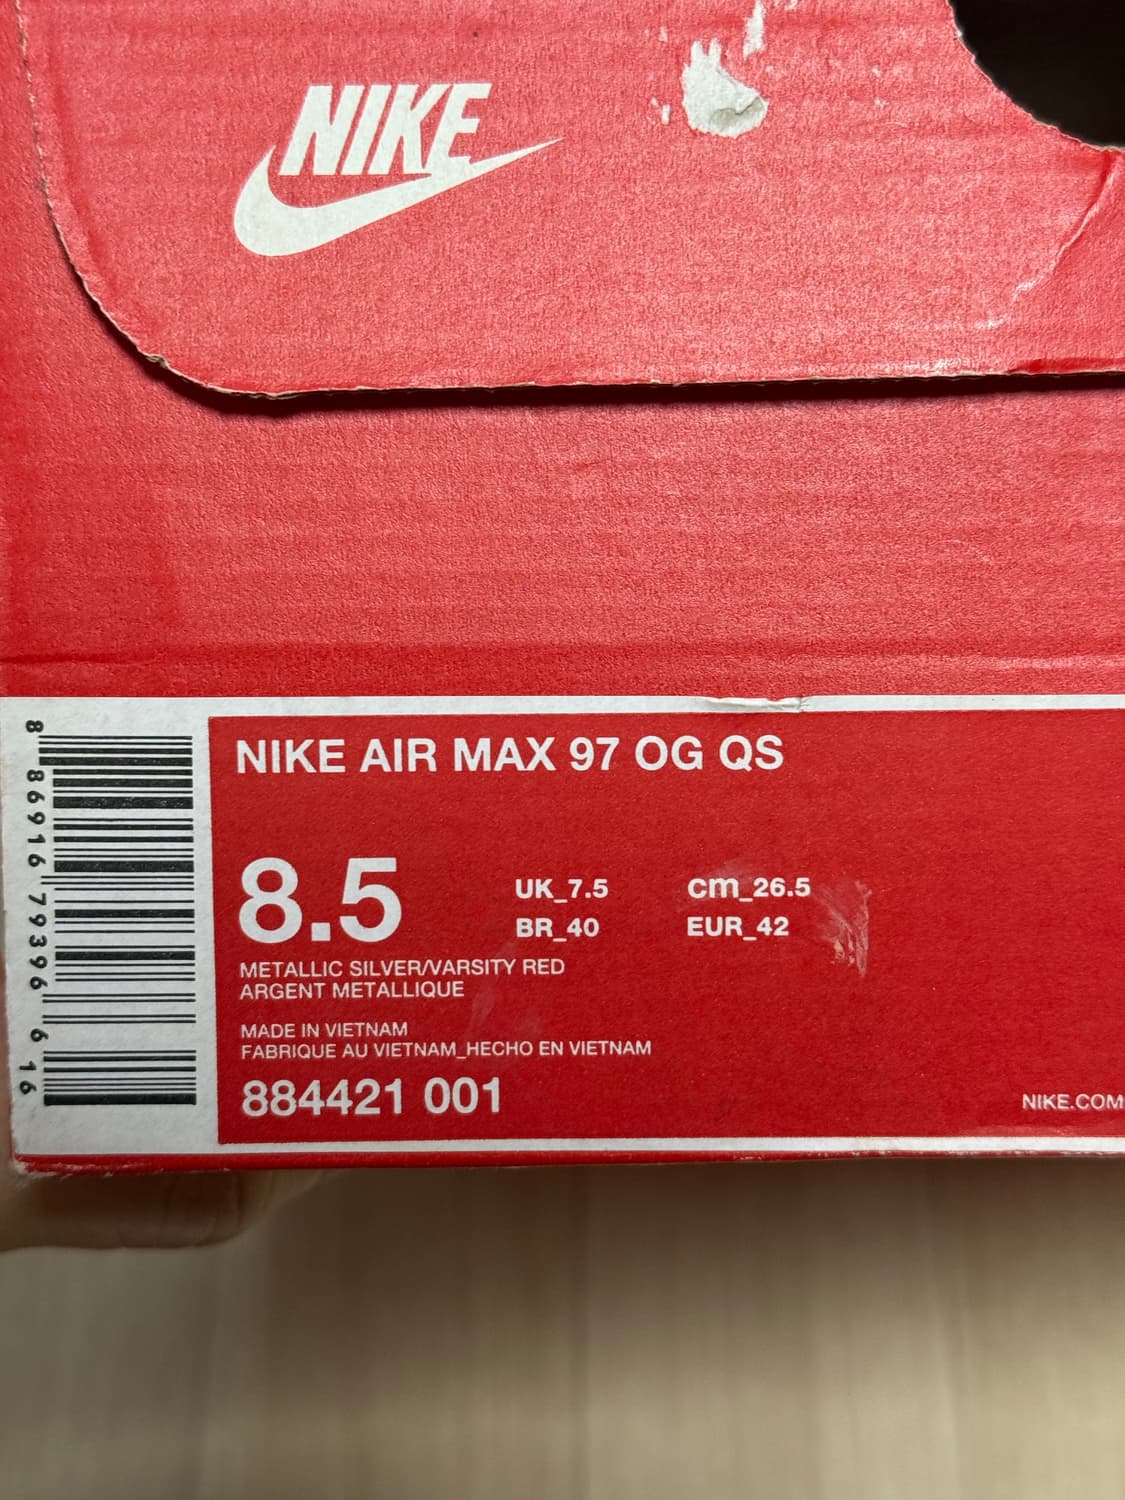 NIKE
NIKE AIR MAX 97 OG QS
8.5
UK_7.5 cm_26.5
BR_40 EUR_42
METALLIC SILVER/VARSITY RED
ARGENT METALLIQUE
MADE IN VIETNAM
FABRIQUE AU VIETNAM_HECHO EN VIETNAM
884421 001
NIKE.COM
8 86916 79396 6 16